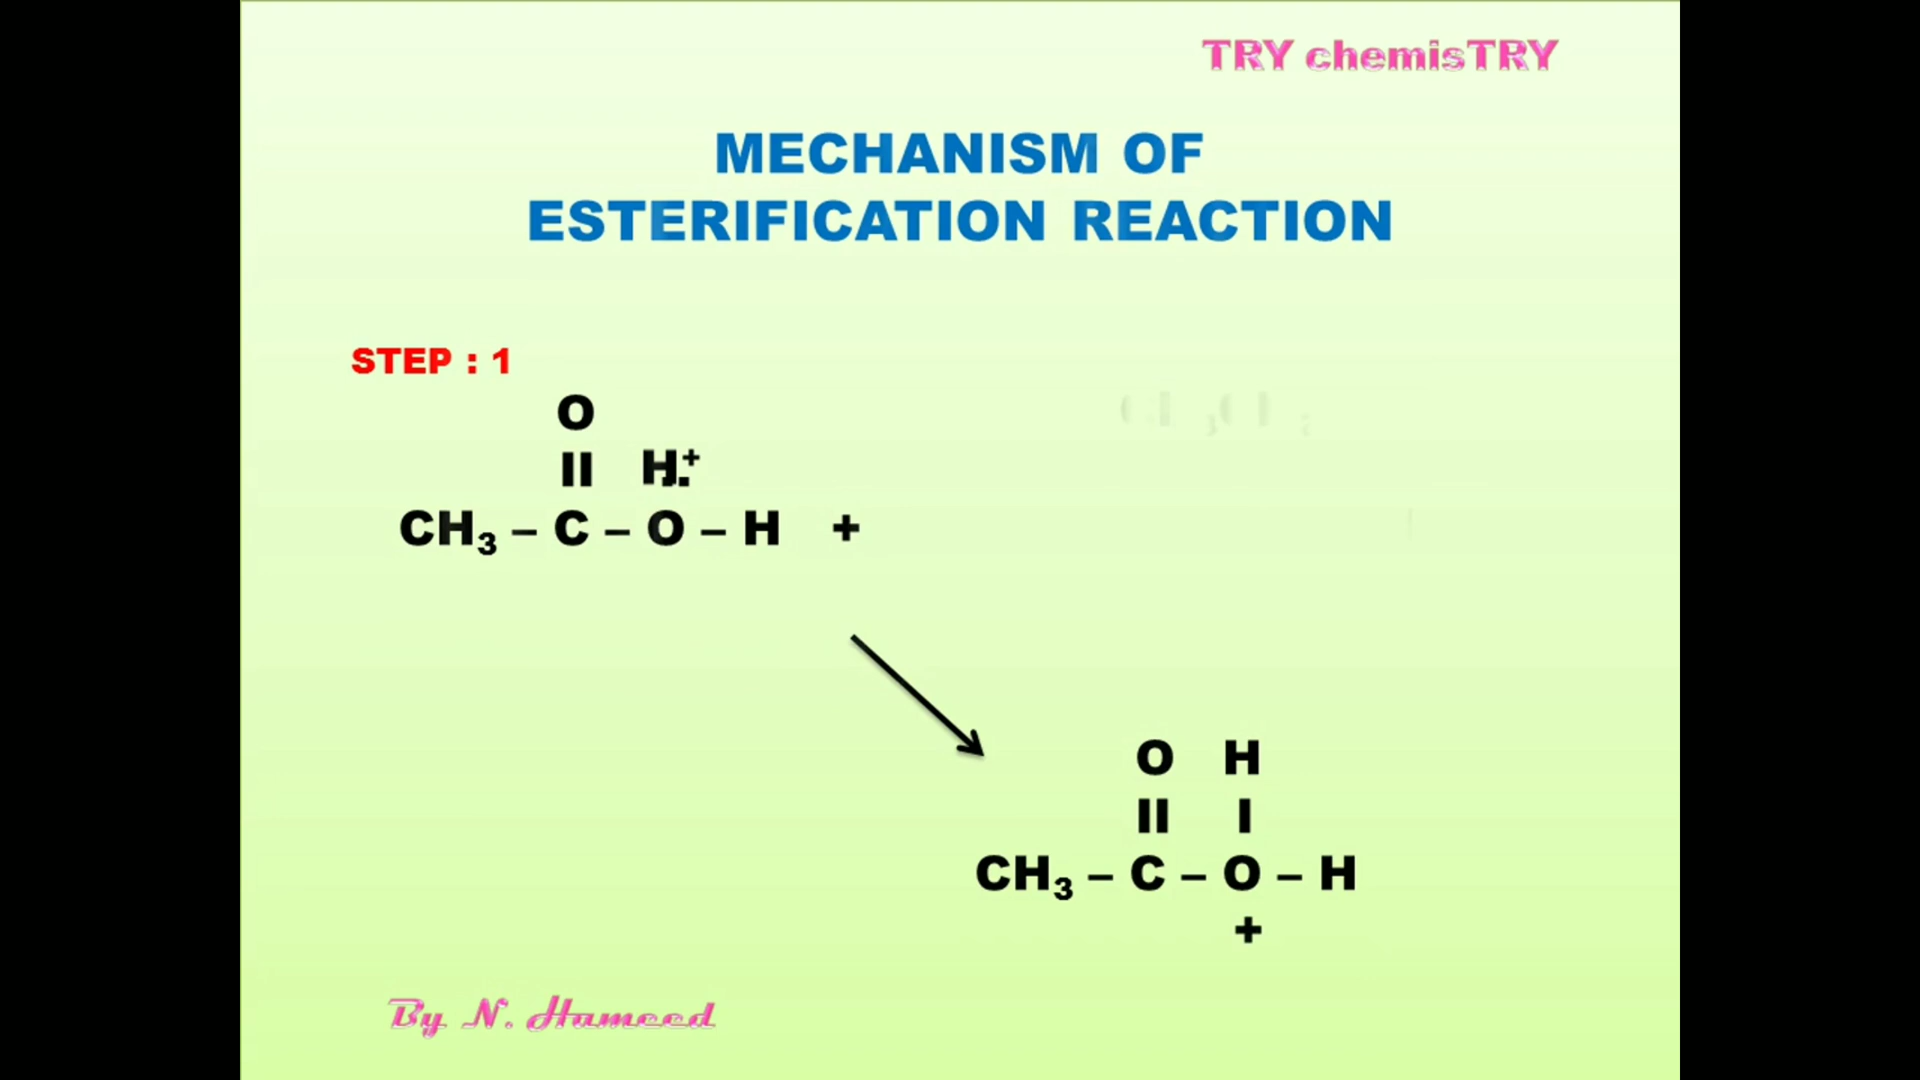 TRY chemisTRY
MECHANISM OF
ESTERIFICATION REACTION
STEP : 1
O
II H⁺
CH₃ – C – O – H +
O H
II I
CH₃ – C – O – H
+
By N. Hameed